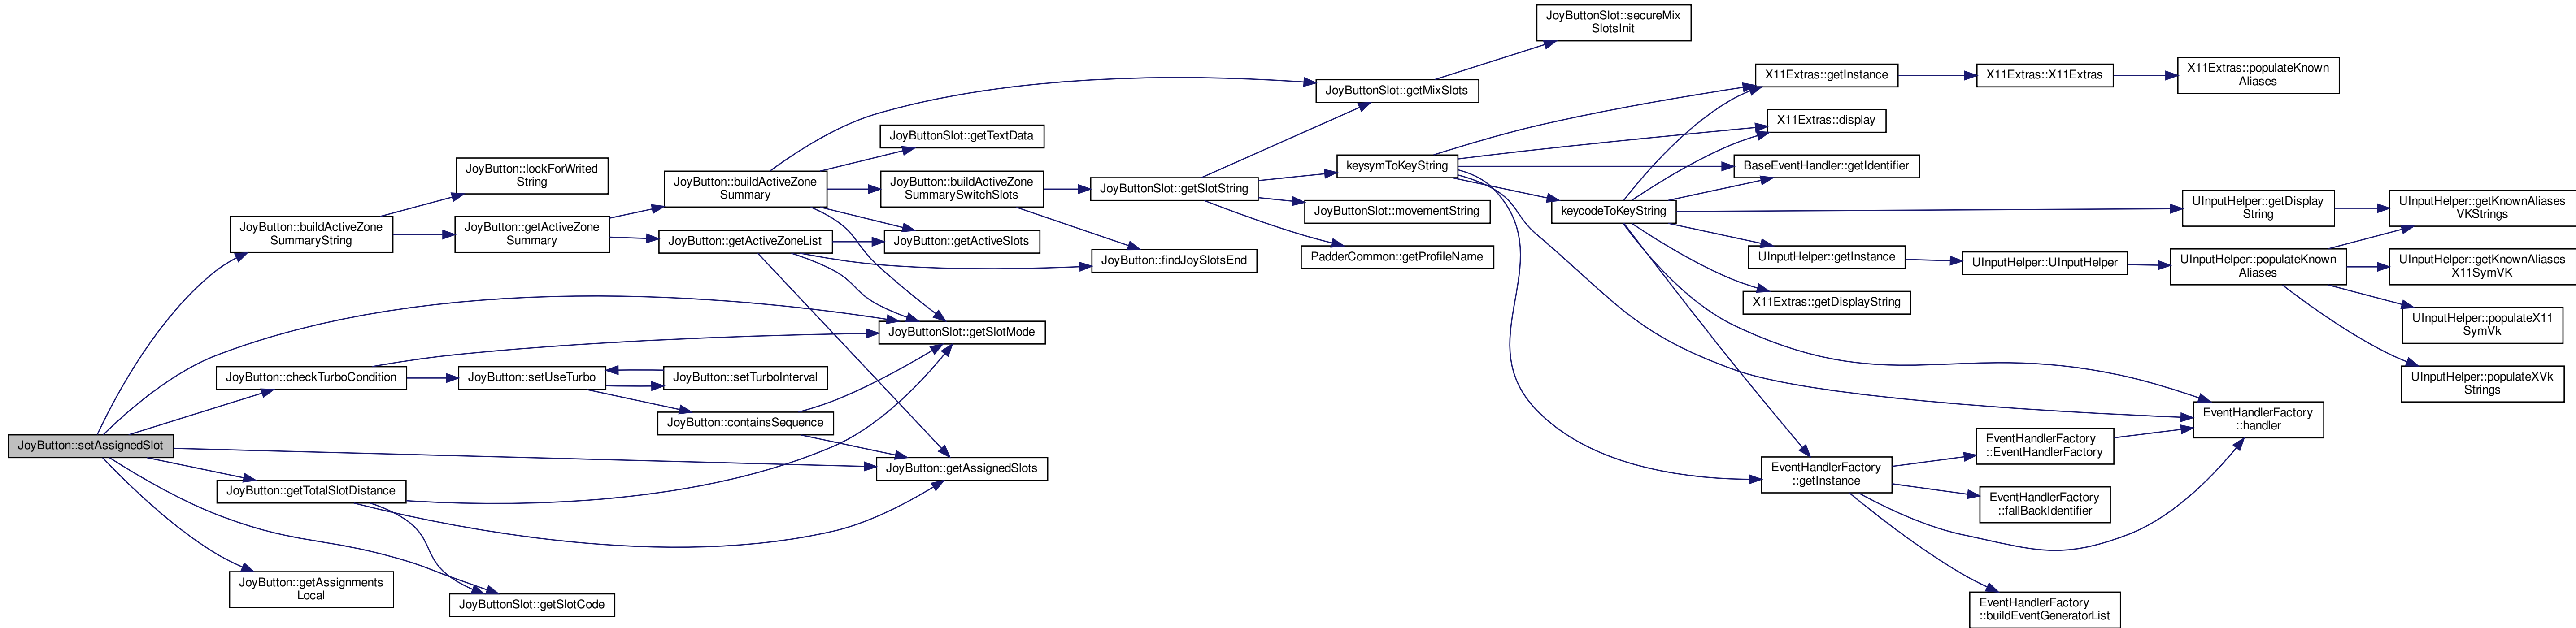 JoyButton::setAssignedSlot
JoyButton::buildActiveZone
SummaryString
JoyButton::lockForWrited
String
JoyButton::getActiveZone
Summary
JoyButton::buildActiveZone
Summary
JoyButton::getActiveZoneList
JoyButtonSlot::getTextData
JoyButton::buildActiveZone
SummarySwitchSlots
JoyButton::getActiveSlots
JoyButtonSlot::getSlotMode
JoyButton::checkTurboCondition
JoyButton::setUseTurbo
JoyButton::setTurboInterval
JoyButton::containsSequence
JoyButton::getAssignedSlots
JoyButton::getTotalSlotDistance
JoyButton::getAssignments
Local
JoyButtonSlot::getSlotCode
JoyButtonSlot::getSlotString
JoyButton::findJoySlotsEnd
JoyButtonSlot::secureMix
SlotsInit
JoyButtonSlot::getMixSlots
keysymToKeyString
JoyButtonSlot::movementString
PadderCommon::getProfileName
keycodeToKeyString
X11Extras::getInstance
X11Extras::X11Extras
X11Extras::populateKnown
Aliases
X11Extras::display
BaseEventHandler::getIdentifier
UInputHelper::getDisplay
String
UInputHelper::getKnownAliases
VKStrings
UInputHelper::getInstance
UInputHelper::UInputHelper
UInputHelper::populateKnown
Aliases
UInputHelper::getKnownAliases
X11SymVK
X11Extras::getDisplayString
UInputHelper::populateX11
SymVk
UInputHelper::populateXVk
Strings
EventHandlerFactory
::handler
EventHandlerFactory
::getInstance
EventHandlerFactory
::EventHandlerFactory
EventHandlerFactory
::fallBackIdentifier
EventHandlerFactory
::buildEventGeneratorList